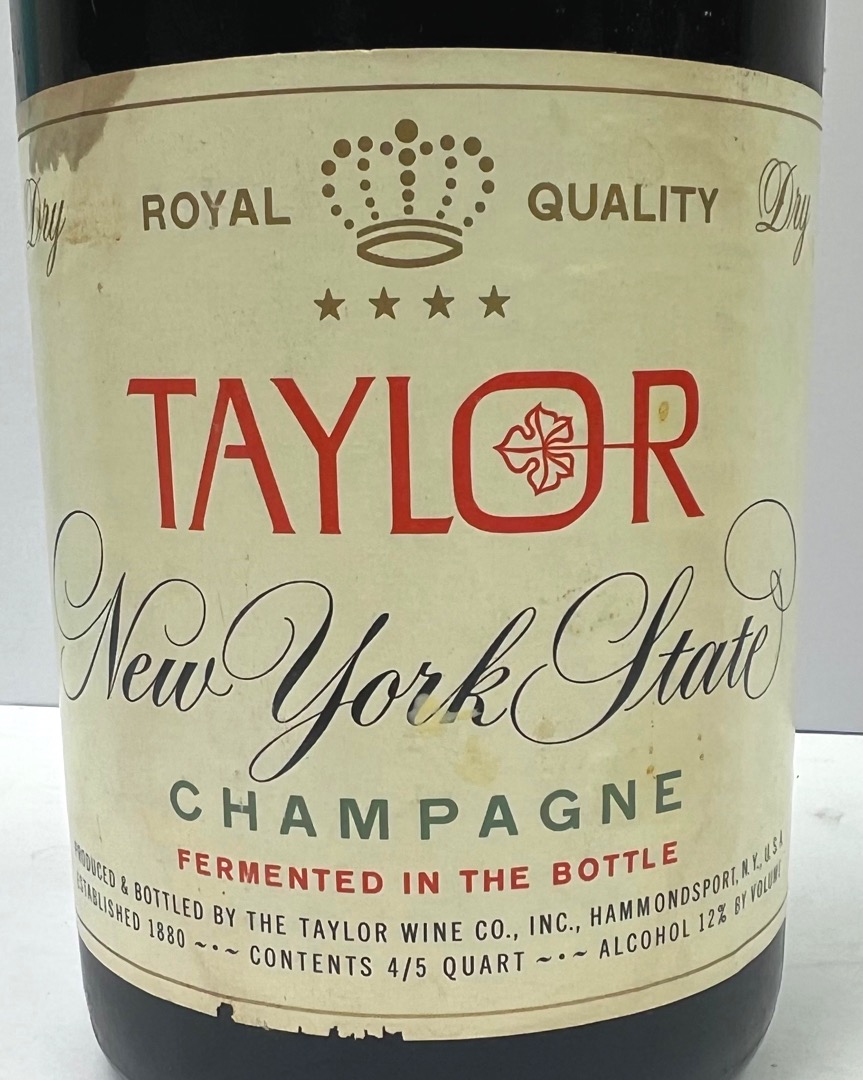 Dry ROYAL QUALITY Dry
TAYLOR
New York State
CHAMPAGNE
FERMENTED IN THE BOTTLE
PRODUCED & BOTTLED BY THE TAYLOR WINE CO., INC., HAMMONDSPORT, N.Y., U.S.A.
ESTABLISHED 1880 ~•~ CONTENTS 4/5 QUART ~•~ ALCOHOL 12% BY VOLUME